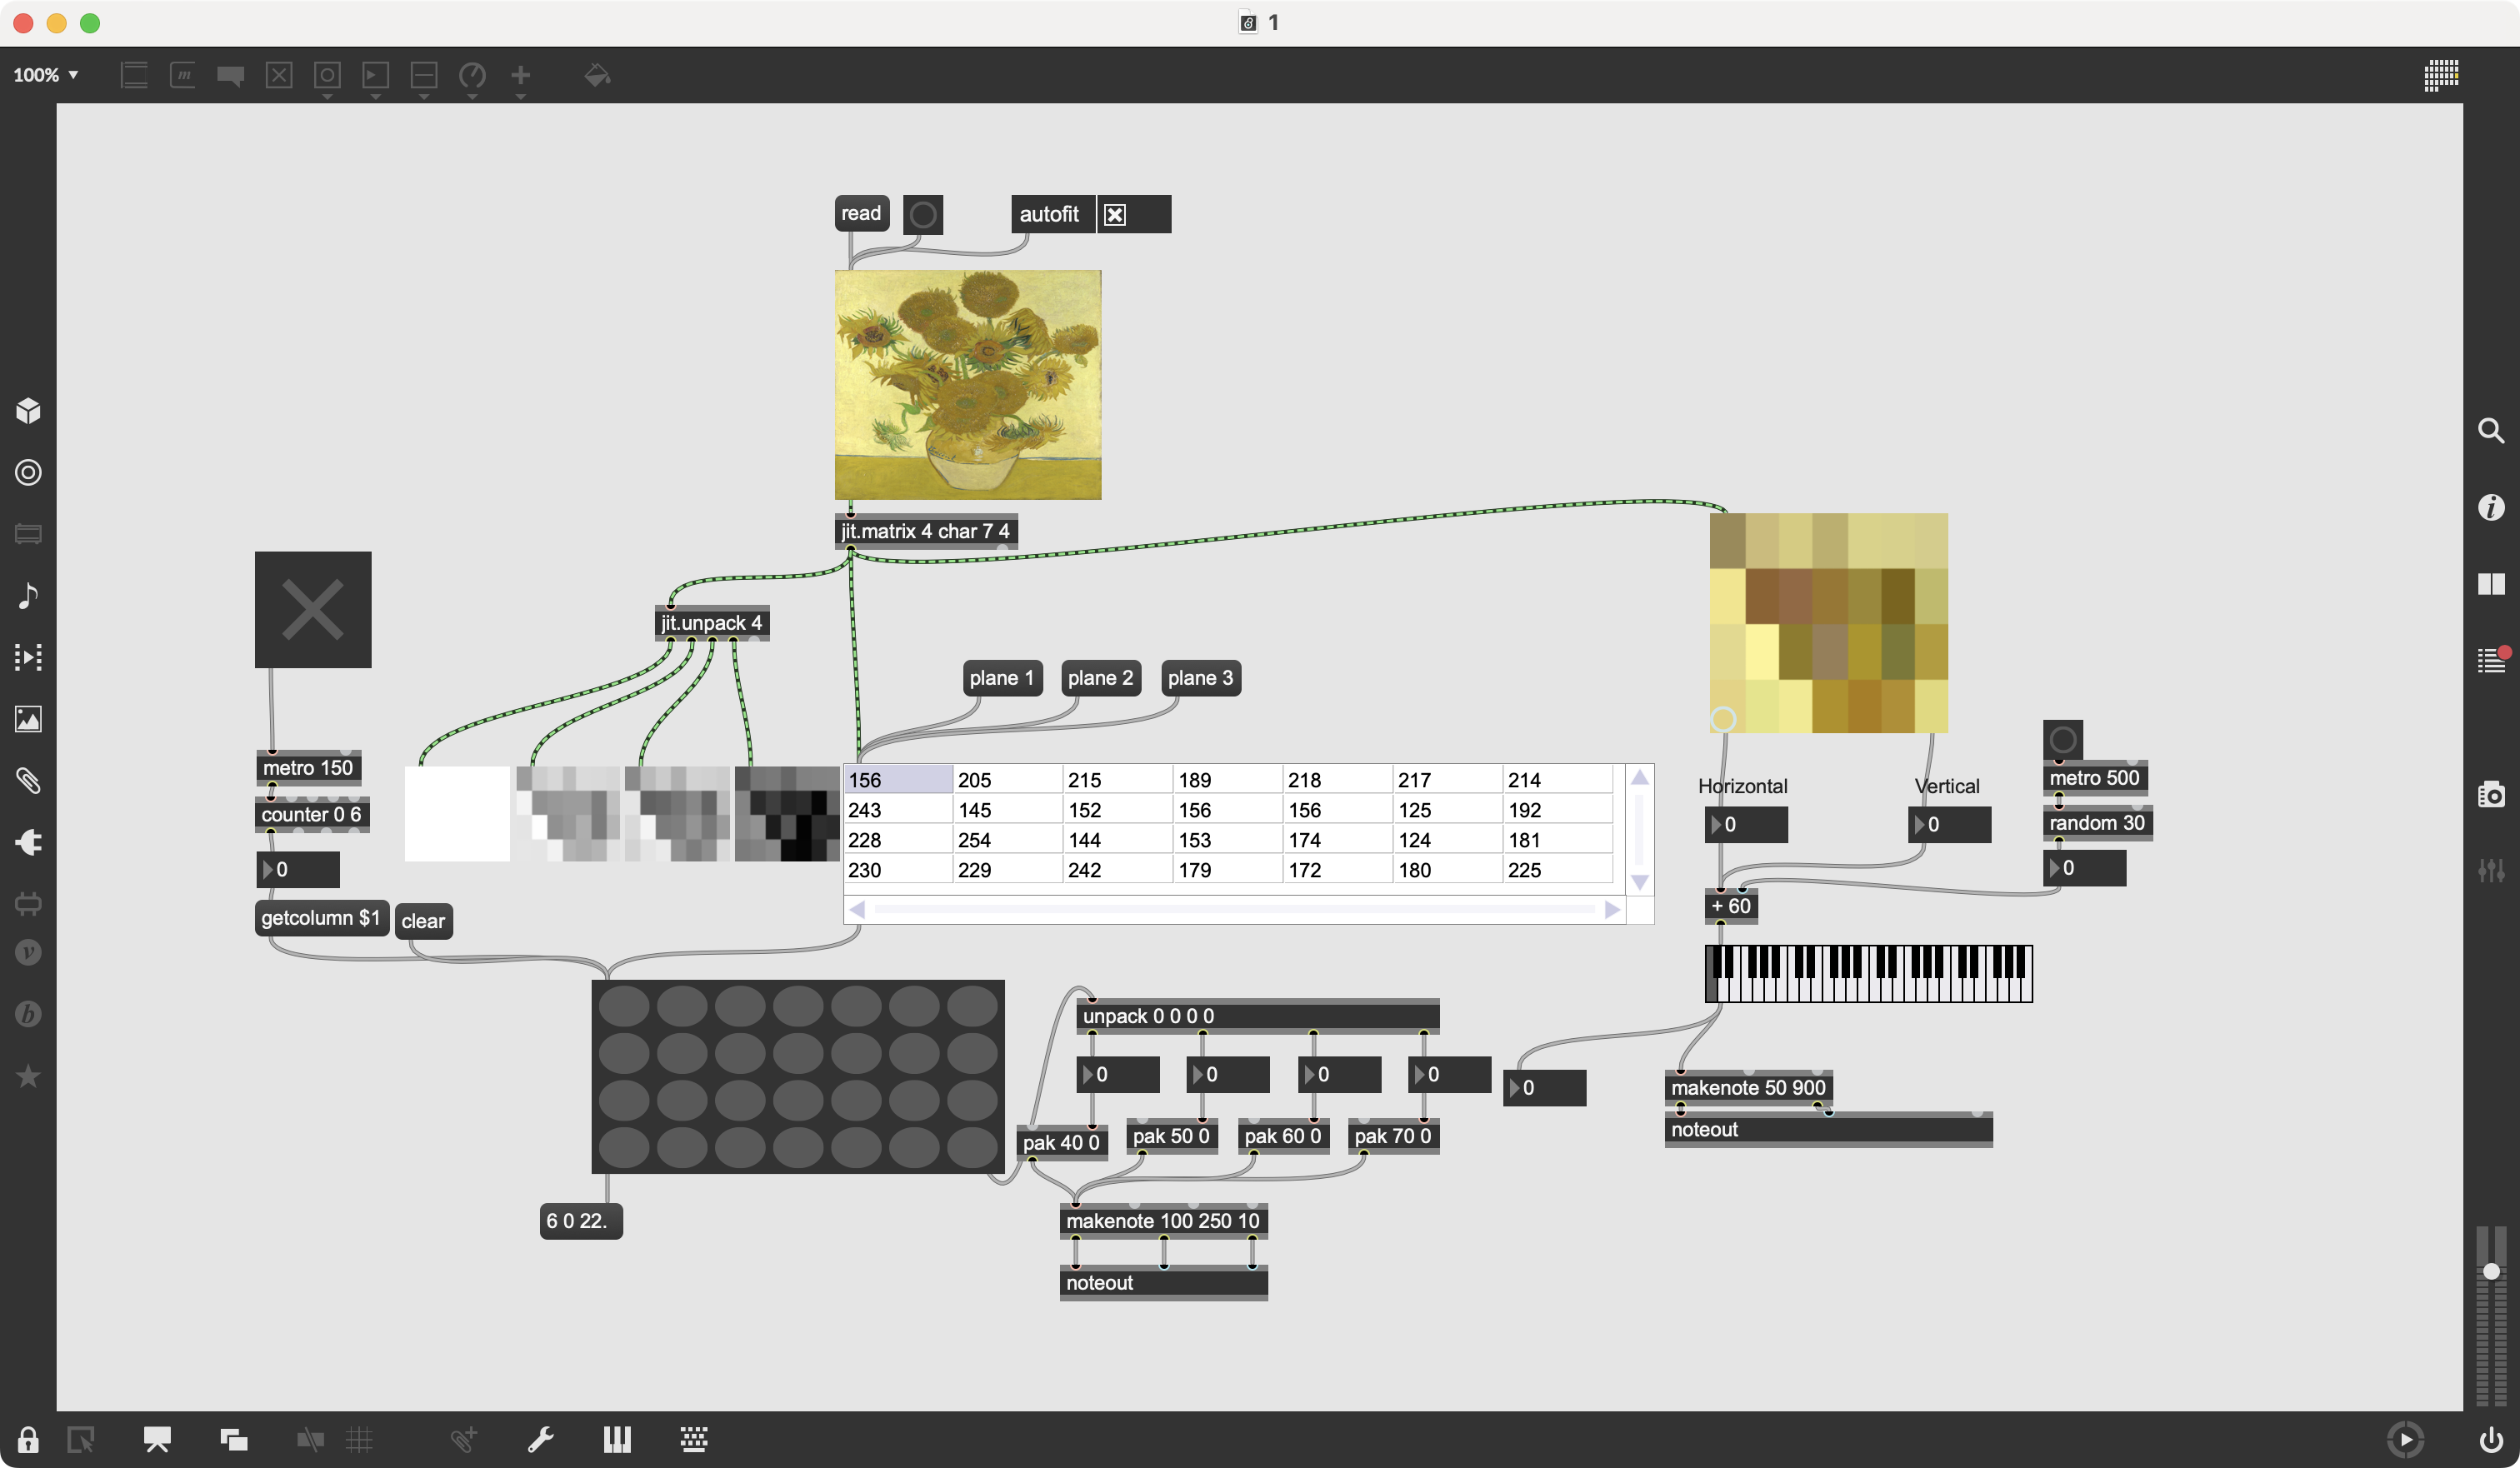 1
100%
m
read
autofit
jit.matrix 4 char 7 4
jit.unpack 4
plane 1 plane 2 plane 3
metro 150
counter 0 6
0
getcolumn $1 clear
156 205 215 189 218 217 214
243 145 152 156 156 125 192
228 254 144 153 174 124 181
230 229 242 179 172 180 225
Horizontal Vertical
0 0
metro 500
random 30
0
+ 60
unpack 0 0 0 0
0 0 0 0
pak 40 0 pak 50 0 pak 60 0 pak 70 0
0
makenote 50 900
noteout
6 0 22.
makenote 100 250 10
noteout
i
v
b